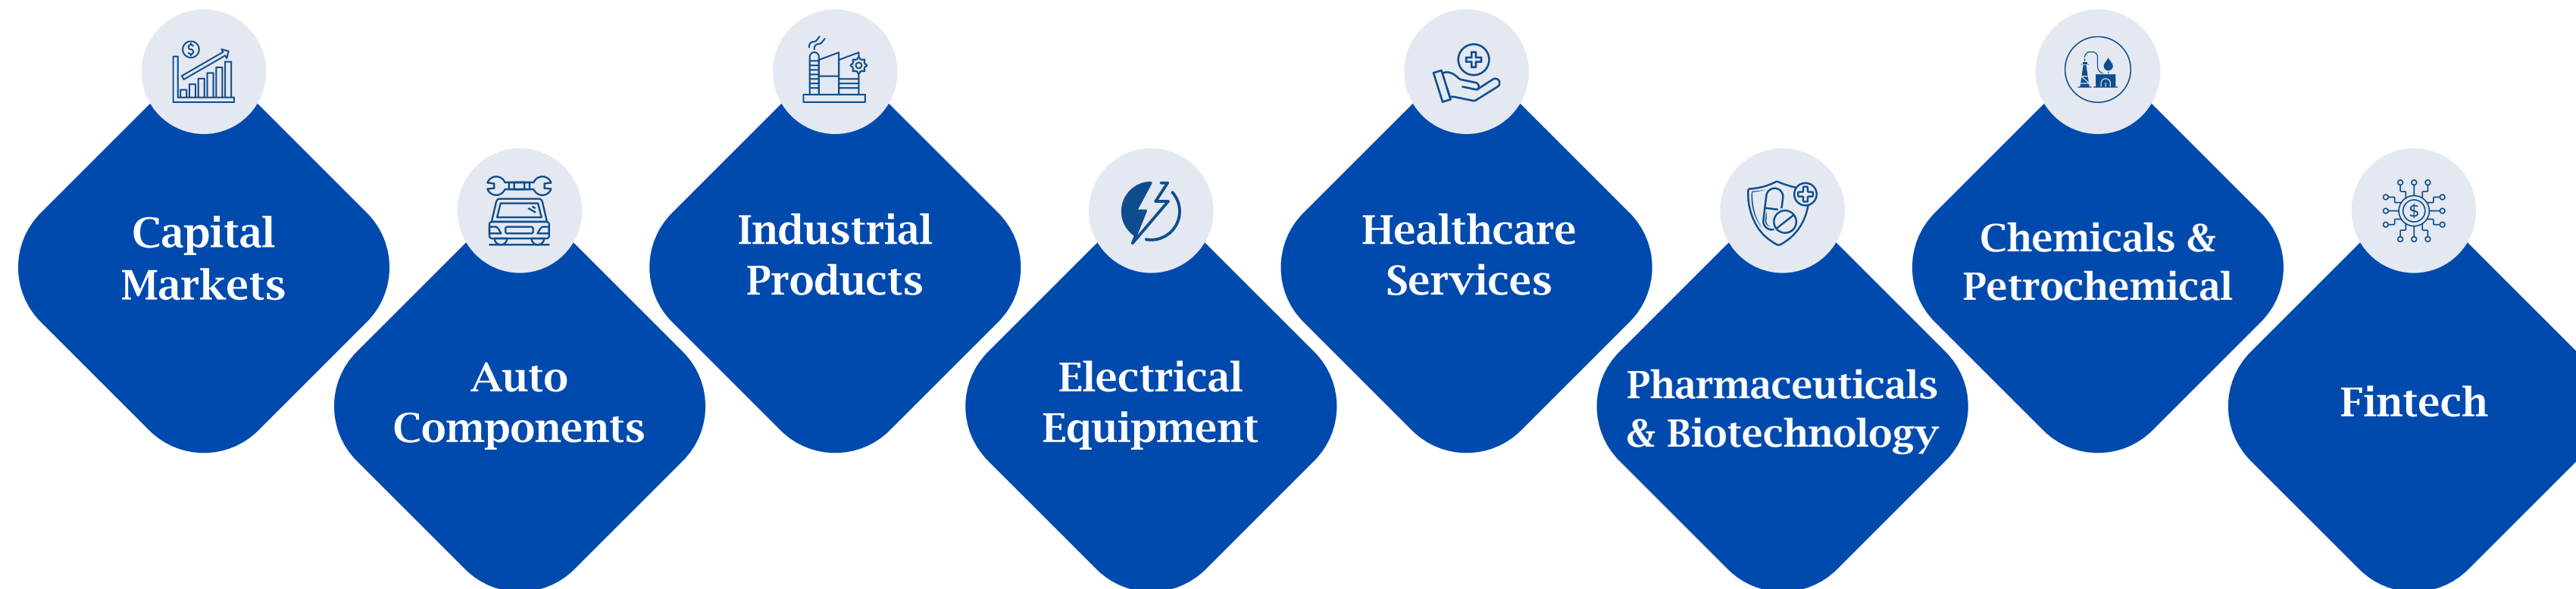 Capital
Markets
Auto
Components
Industrial
Products
Electrical
Equipment
Healthcare
Services
Pharmaceuticals
& Biotechnology
Chemicals &
Petrochemical
Fintech